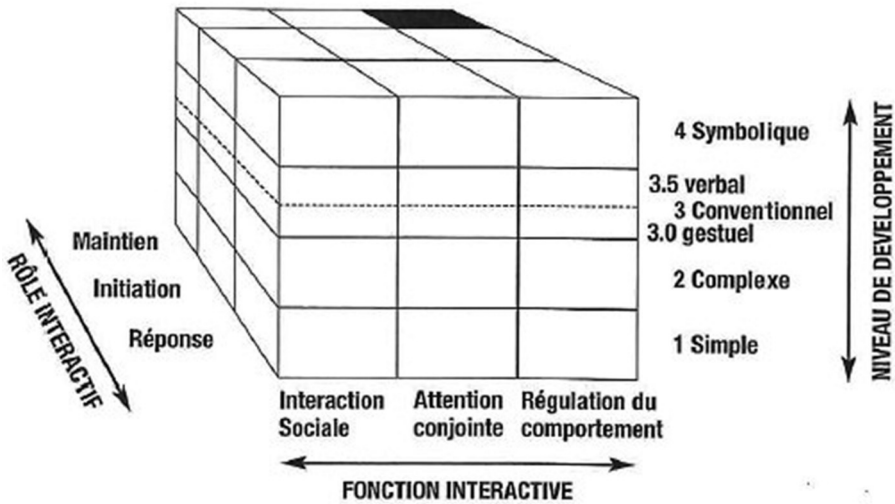 4 Symbolique
3.5 verbal
3 Conventionnel
3.0 gestuel
2 Complexe
1 Simple
NIVEAU DE DEVELOPPEMENT
Maintien
Initiation
Réponse
RÔLE INTERACTIF
Interaction
Sociale
Attention
conjointe
Régulation du
comportement
FONCTION INTERACTIVE